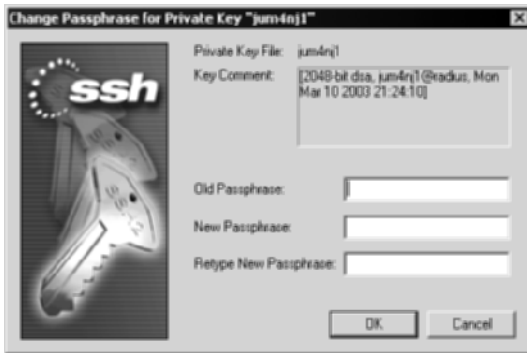 Change Passphrase for Private Key "jum4nj1"
Private Key File: jum4nj1
Key Comment: [2048-bit dsa, jum4nj1@radius, Mon
Mar 10 2003 21:24:10]
ssh
Old Passphrase:
New Passphrase:
Retype New Passphrase:
OK
Cancel